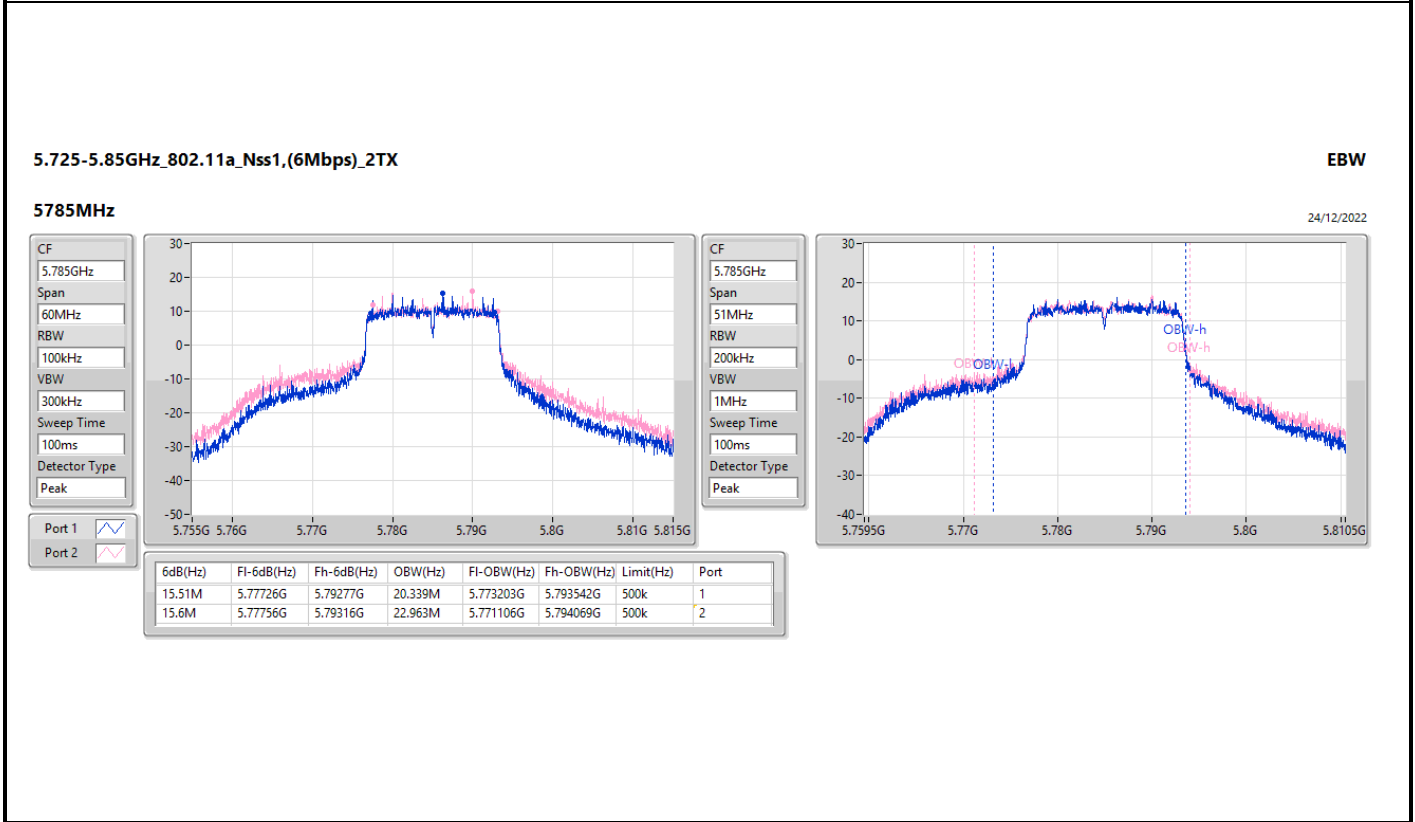 5.725-5.85GHz_802.11a_Nss1,(6Mbps)_2TX
EBW
5785MHz
24/12/2022
CF
5.785GHz
Span
60MHz
RBW
100kHz
VBW
300kHz
Sweep Time
100ms
Detector Type
Peak
Port 1
Port 2
30
20
10
0
-10
-20
-30
-40
-50
5.755G 5.76G 5.77G 5.78G 5.79G 5.8G 5.81G 5.815G
CF
5.785GHz
Span
51MHz
RBW
200kHz
VBW
1MHz
Sweep Time
100ms
Detector Type
Peak
30
20
10
0
-10
-20
-30
-40
OBW-h
OBW-h
OBW-l
5.7595G 5.77G 5.78G 5.79G 5.8G 5.8105G
6dB(Hz) Fl-6dB(Hz) Fh-6dB(Hz) OBW(Hz) Fl-OBW(Hz) Fh-OBW(Hz) Limit(Hz) Port
15.51M 5.77726G 5.79277G 20.339M 5.773203G 5.793542G 500k 1
15.6M 5.77756G 5.79316G 22.963M 5.771106G 5.794069G 500k 2